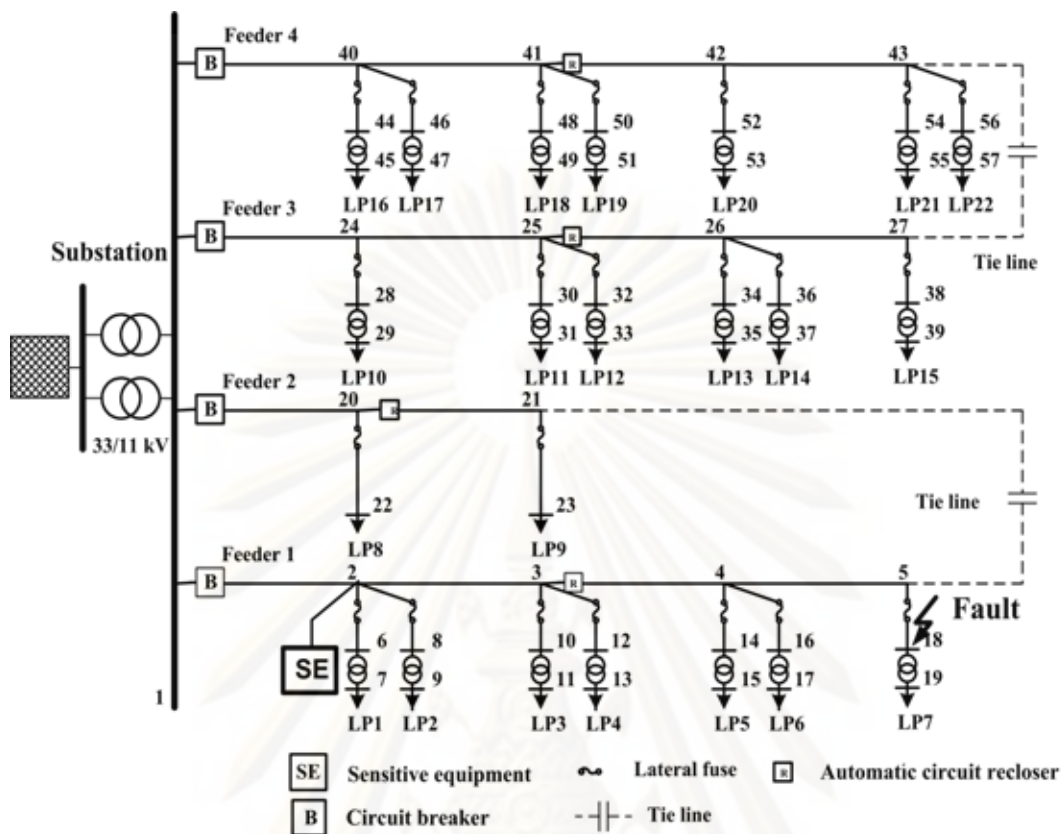 Feeder 4
B
40
41
R
42
43
44
46
48
50
52
54
56
45
47
49
51
53
55
57
LP16
LP17
LP18
LP19
LP20
LP21
LP22
Feeder 3
B
24
25
R
26
27
Substation
Tie line
28
30
32
34
36
38
29
31
33
35
37
39
LP10
LP11
LP12
LP13
LP14
LP15
Feeder 2
B
20
R
21
33/11 kV
22
23
Tie line
LP8
LP9
Feeder 1
B
2
3
R
4
5
Fault
6
8
10
12
14
16
18
SE
7
9
11
13
15
17
19
1
LP1
LP2
LP3
LP4
LP5
LP6
LP7
SE Sensitive equipment
Lateral fuse
R Automatic circuit recloser
B Circuit breaker
Tie line